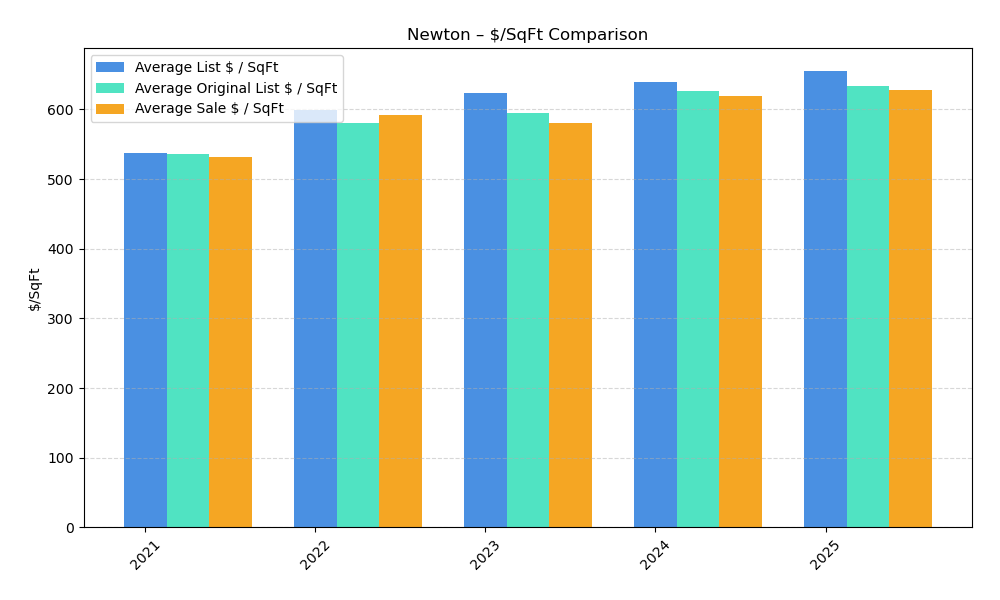 Newton – $/SqFt Comparison
Average List $ / SqFt
Average Original List $ / SqFt
Average Sale $ / SqFt
$/SqFt
600
500
400
300
200
100
0
2021
2022
2023
2024
2025